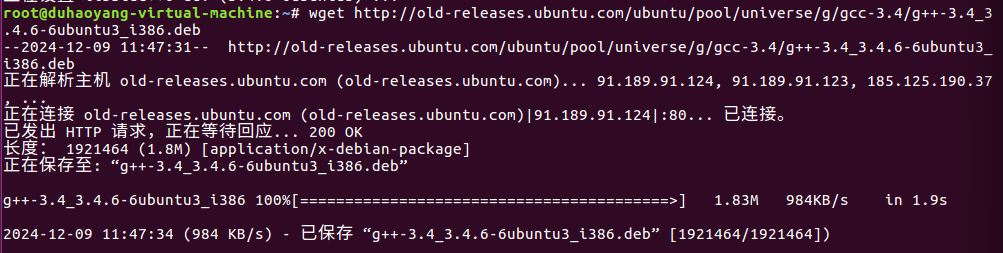 root@duhaoyang-virtual-machine:~# wget http://old-releases.ubuntu.com/ubuntu/pool/universe/g/gcc-3.4/g++-3.4_3
.4.6-6ubuntu3_i386.deb
--2024-12-09 11:47:31--  http://old-releases.ubuntu.com/ubuntu/pool/universe/g/gcc-3.4/g++-3.4_3.4.6-6ubuntu3_
i386.deb
正在解析主机 old-releases.ubuntu.com (old-releases.ubuntu.com)... 91.189.91.124, 91.189.91.123, 185.125.190.37
, ...
正在连接 old-releases.ubuntu.com (old-releases.ubuntu.com)|91.189.91.124|:80... 已连接。
已发出 HTTP 请求，正在等待回应... 200 OK
长度： 1921464 (1.8M) [application/x-debian-package]
正在保存至: “g++-3.4_3.4.6-6ubuntu3_i386.deb”
g++-3.4_3.4.6-6ubuntu3_i386 100%[=========================================>]   1.83M   984KB/s    in 1.9s
2024-12-09 11:47:34 (984 KB/s) - 已保存 “g++-3.4_3.4.6-6ubuntu3_i386.deb” [1921464/1921464])